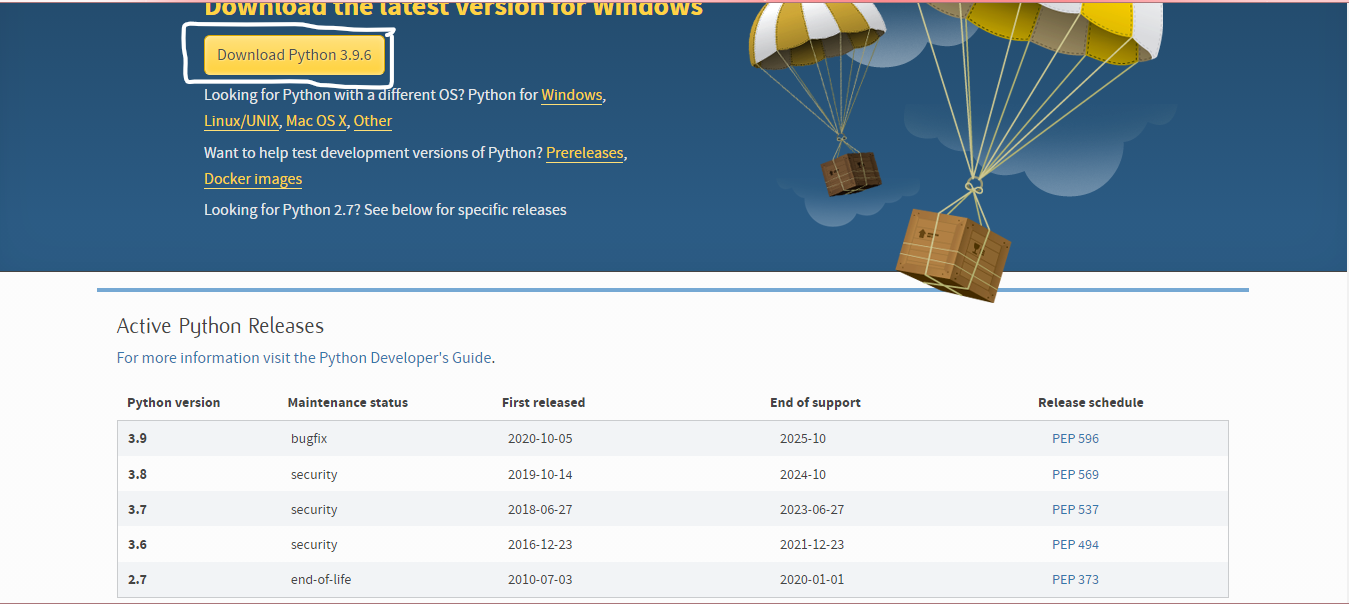 Download the latest version for Windows
Download Python 3.9.6
Looking for Python with a different OS? Python for Windows,
Linux/UNIX, Mac OS X, Other
Want to help test development versions of Python? Prereleases,
Docker images
Looking for Python 2.7? See below for specific releases
Active Python Releases
For more information visit the Python Developer's Guide.
Python version Maintenance status First released End of support Release schedule
3.9 bugfix 2020-10-05 2025-10 PEP 596
3.8 security 2019-10-14 2024-10 PEP 569
3.7 security 2018-06-27 2023-06-27 PEP 537
3.6 security 2016-12-23 2021-12-23 PEP 494
2.7 end-of-life 2010-07-03 2020-01-01 PEP 373